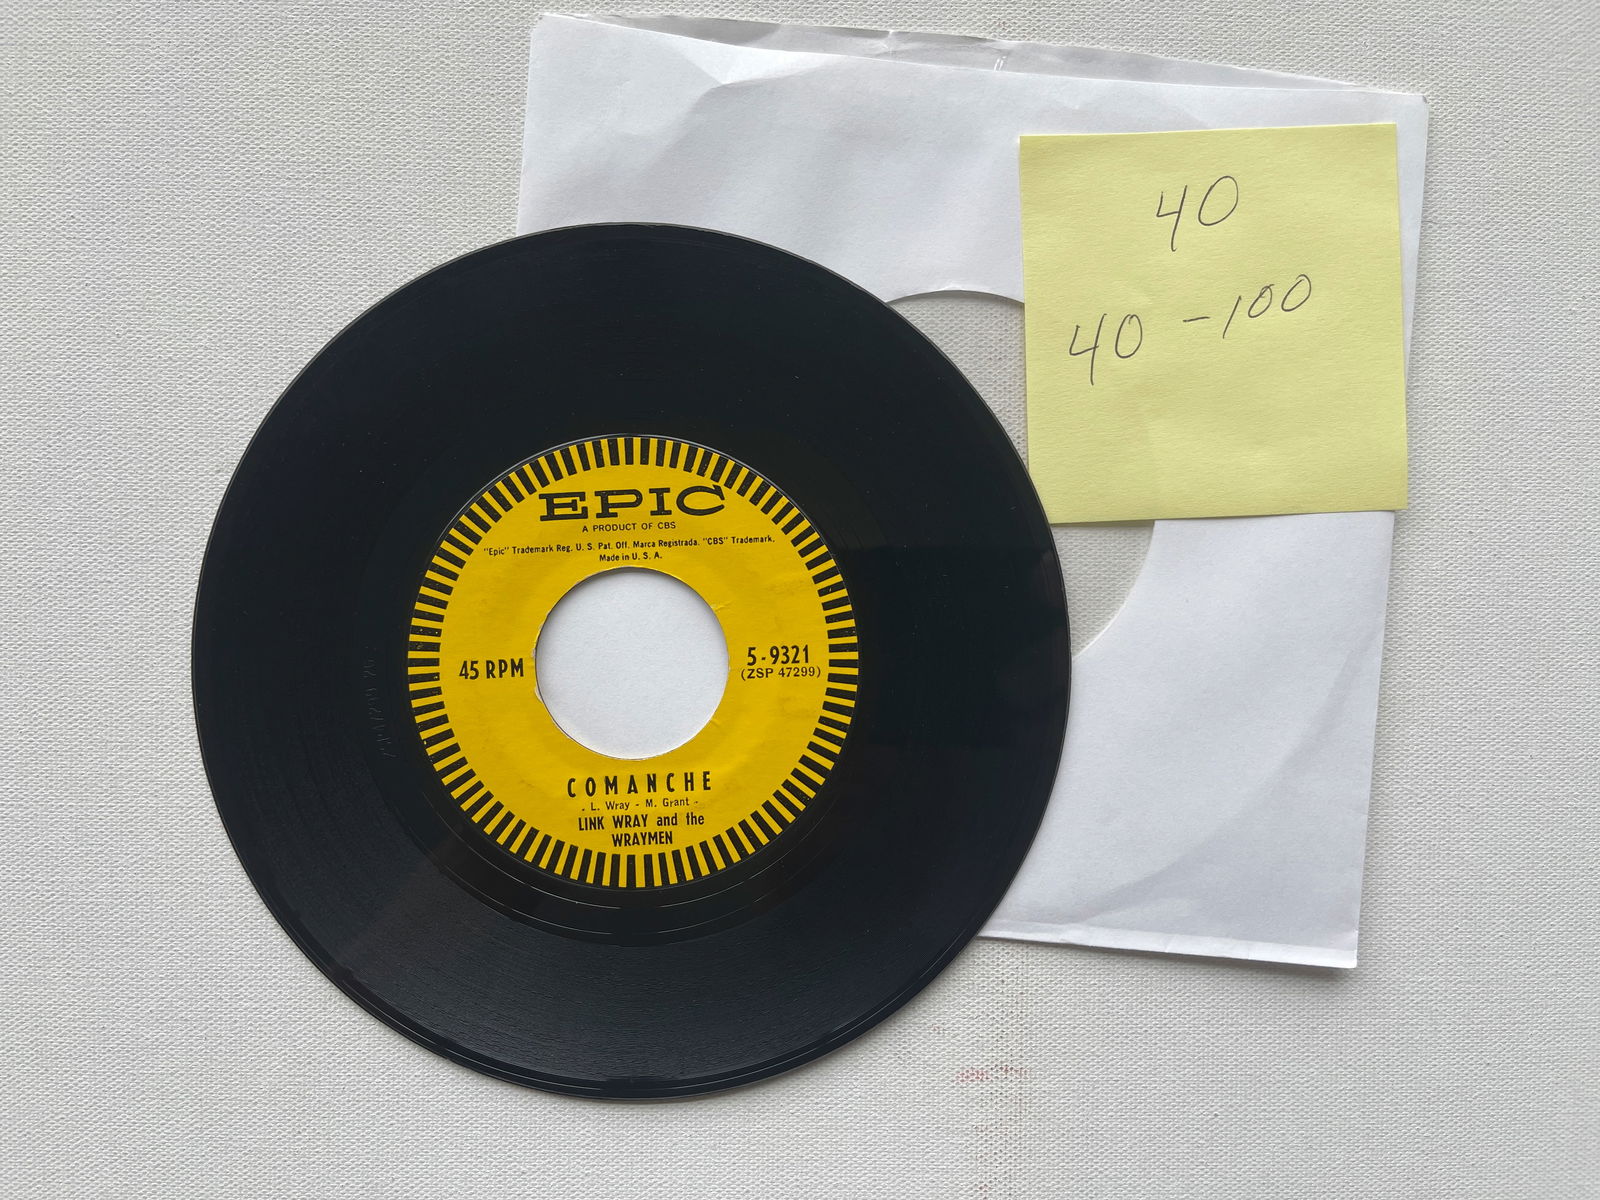 EPIC
A PRODUCT OF CBS
"Epic" Trademark Reg. U. S. Pat. Off. Marca Registrada. "CBS" Trademark.
Made in U. S. A.
45 RPM
5-9321
(ZSP 47299)
COMANCHE
- L. Wray - M. Grant -
LINK WRAY and the
WRAYMEN
40
40 - 100